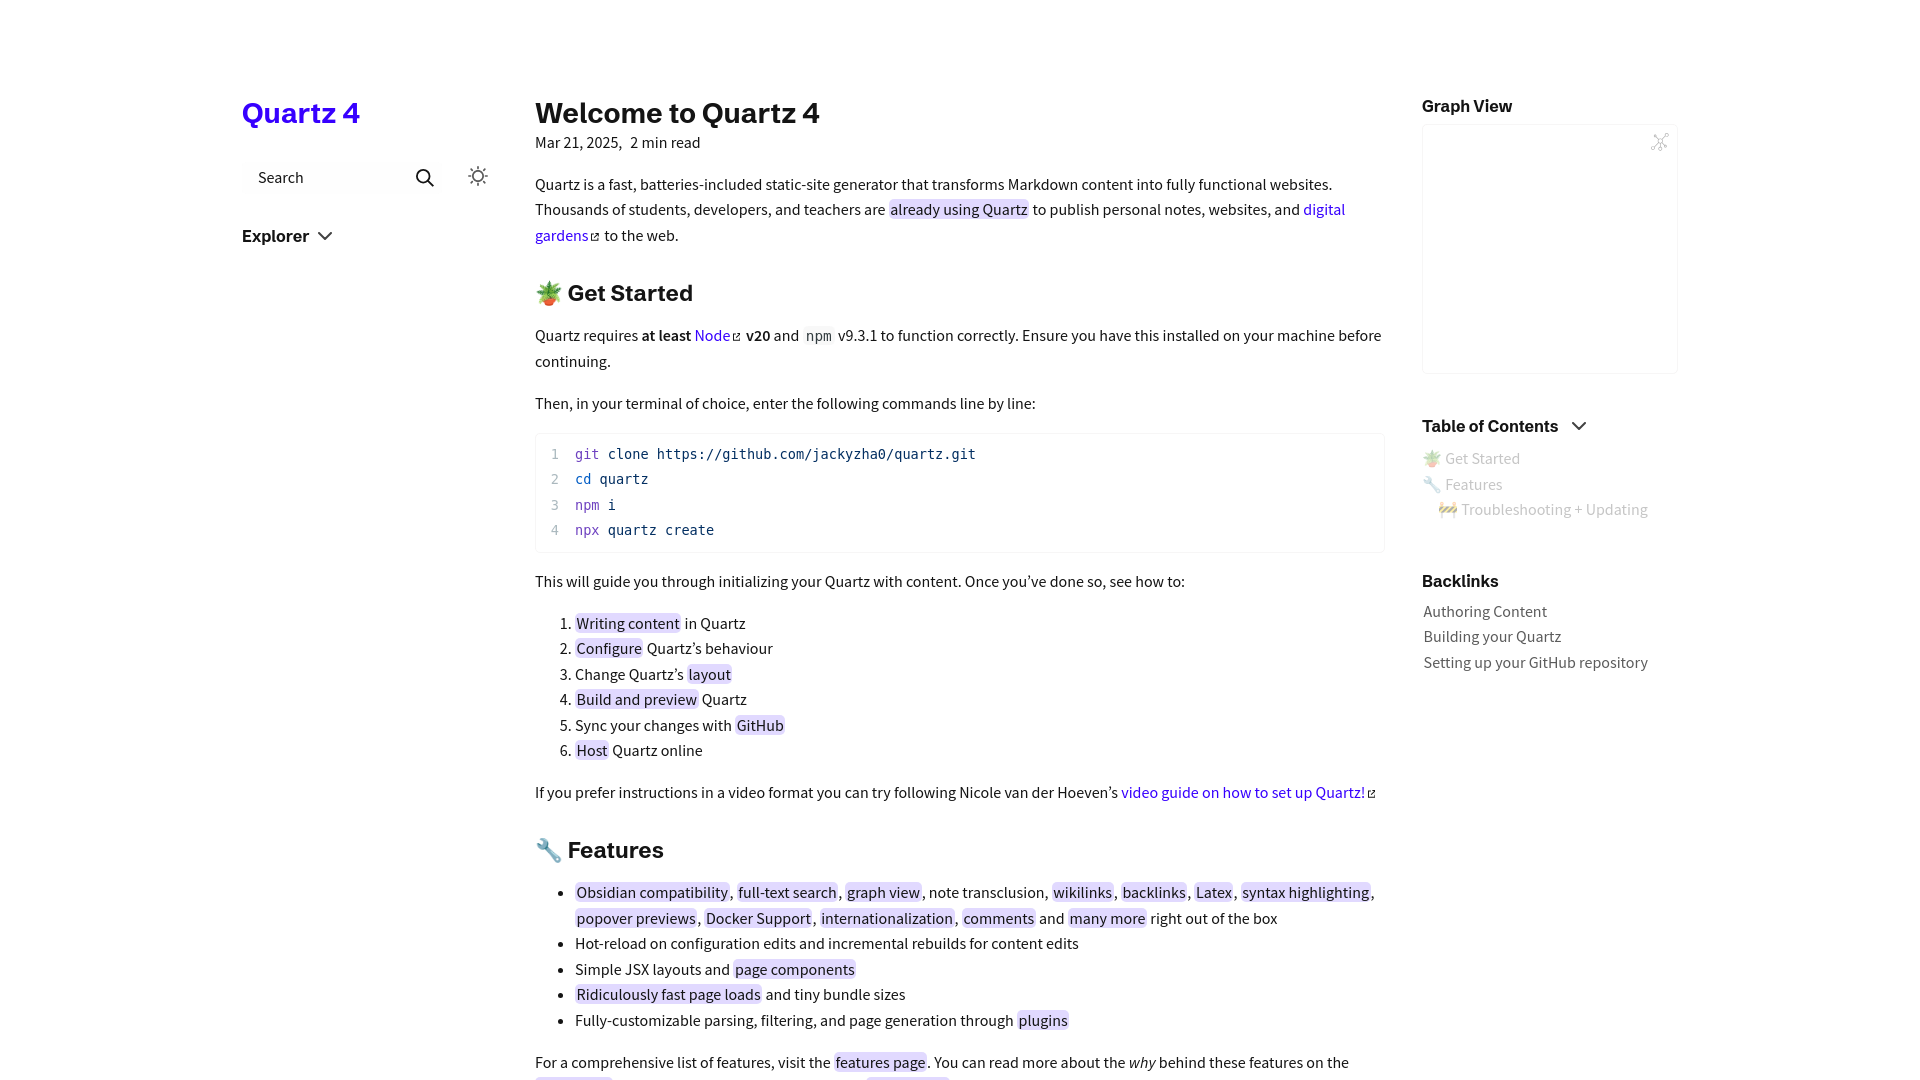 Quartz 4
Search
Explorer
Welcome to Quartz 4
Mar 21, 2025, 2 min read
Quartz is a fast, batteries-included static-site generator that transforms Markdown content into fully functional websites.
Thousands of students, developers, and teachers are already using Quartz to publish personal notes, websites, and digital
gardens to the web.
🪴 Get Started
Quartz requires at least Node v20 and npm v9.3.1 to function correctly. Ensure you have this installed on your machine before
continuing.
Then, in your terminal of choice, enter the following commands line by line:
1 git clone https://github.com/jackyzha0/quartz.git
2 cd quartz
3 npm i
4 npx quartz create
This will guide you through initializing your Quartz with content. Once you’ve done so, see how to:
1. Writing content in Quartz
2. Configure Quartz’s behaviour
3. Change Quartz’s layout
4. Build and preview Quartz
5. Sync your changes with GitHub
6. Host Quartz online
If you prefer instructions in a video format you can try following Nicole van der Hoeven’s video guide on how to set up Quartz!
🔧 Features
• Obsidian compatibility, full-text search, graph view, note transclusion, wikilinks, backlinks, Latex, syntax highlighting,
popover previews, Docker Support, internationalization, comments and many more right out of the box
• Hot-reload on configuration edits and incremental rebuilds for content edits
• Simple JSX layouts and page components
• Ridiculously fast page loads and tiny bundle sizes
• Fully-customizable parsing, filtering, and page generation through plugins
For a comprehensive list of features, visit the features page. You can read more about the why behind these features on the
Graph View
Table of Contents
🪴 Get Started
🔧 Features
🚧 Troubleshooting + Updating
Backlinks
Authoring Content
Building your Quartz
Setting up your GitHub repository